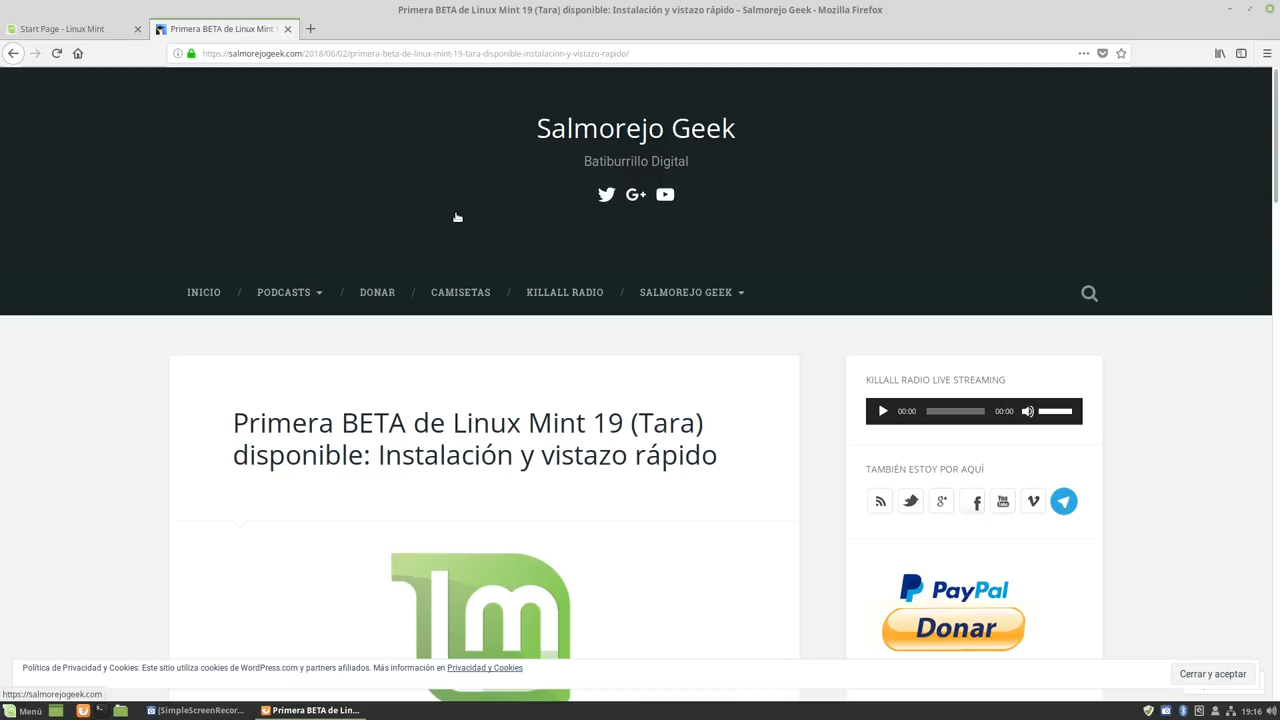 Primera BETA de Linux Mint 19 (Tara) disponible: Instalación y vistazo rápido – Salmorejo Geek - Mozilla Firefox
Start Page - Linux Mint
Primera BETA de Linux Mint
https://salmorejogeek.com/2018/06/02/primera-beta-de-linux-mint-19-tara-disponible-instalacion-y-vistazo-rapido/
Salmorejo Geek
Batiburrillo Digital
G+
INICIO / PODCASTS / DONAR / CAMISETAS / KILLALL RADIO / SALMOREJO GEEK
Primera BETA de Linux Mint 19 (Tara)
disponible: Instalación y vistazo rápido
lm
KILLALL RADIO LIVE STREAMING
00:00 00:00
TAMBIÉN ESTOY POR AQUÍ
PayPal
Donar
Política de Privacidad y Cookies: Este sitio utiliza cookies de WordPress.com y partners afiliados. Más información en Privacidad y Cookies
Cerrar y aceptar
https://salmorejogeek.com
Menú
[SimpleScreenRecor...
Primera BETA de Lin...
19:16